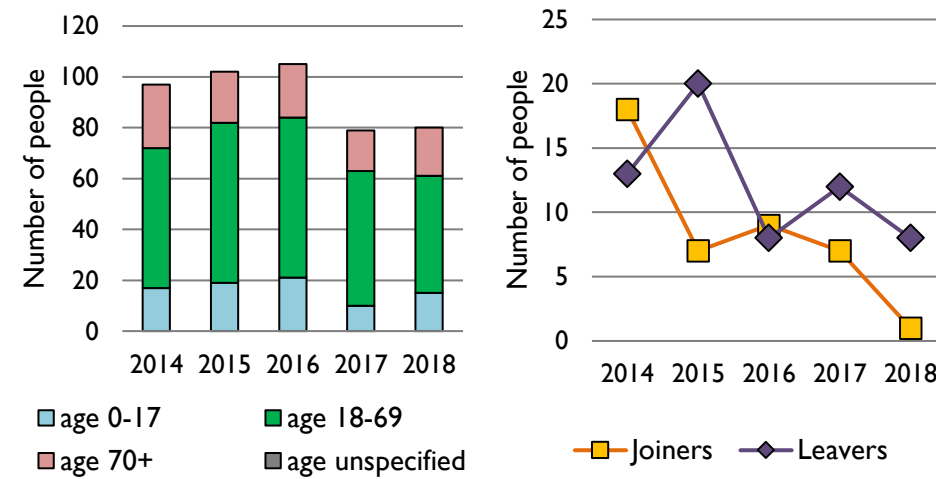 Number of people
120
100
80
60
40
20
0
2014 2015 2016 2017 2018
age 0-17 age 18-69
age 70+ age unspecified
Number of people
25
20
15
10
5
0
2014 2015 2016 2017 2018
Joiners Leavers